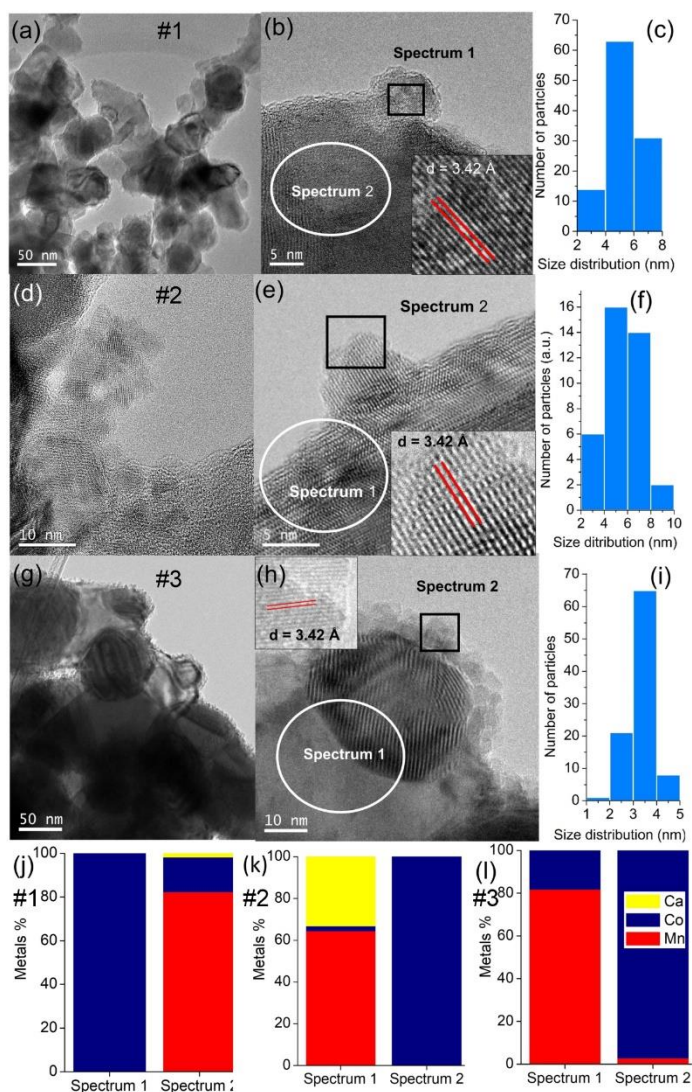 (a)
#1
50 nm
(b)
Spectrum 1
Spectrum 2
d = 3.42 Å
5 nm
(c)
70
60
50
40
30
20
10
0
Number of particles
2 4 6 8
Size distribution (nm)
(d)
#2
10 nm
(e)
Spectrum 2
Spectrum 1
d = 3.42 Å
5 nm
(f)
16
14
12
10
8
6
4
2
0
Number of particles (a.u.)
2 4 6 8 10
Size ditribution (nm)
(g)
#3
50 nm
(h)
d = 3.42 Å
Spectrum 2
Spectrum 1
10 nm
(i)
70
60
50
40
30
20
10
0
Number of particles
1 2 3 4 5
Size distribution (nm)
(j)
#1
100
80
60
40
20
0
Metals %
Spectrum 1 Spectrum 2
(k)
#2
100
80
60
40
20
0
Metals %
Spectrum 1 Spectrum 2
(l)
#3
100
80
60
40
20
0
Metals %
Ca
Co
Mn
Spectrum 1 Spectrum 2